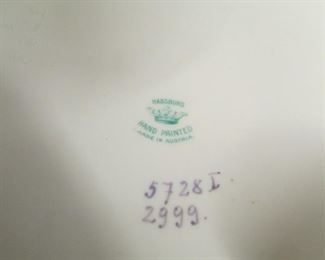 HABSBURG
HAND PAINTED
MADE IN AUSTRIA
5728 I
2999.